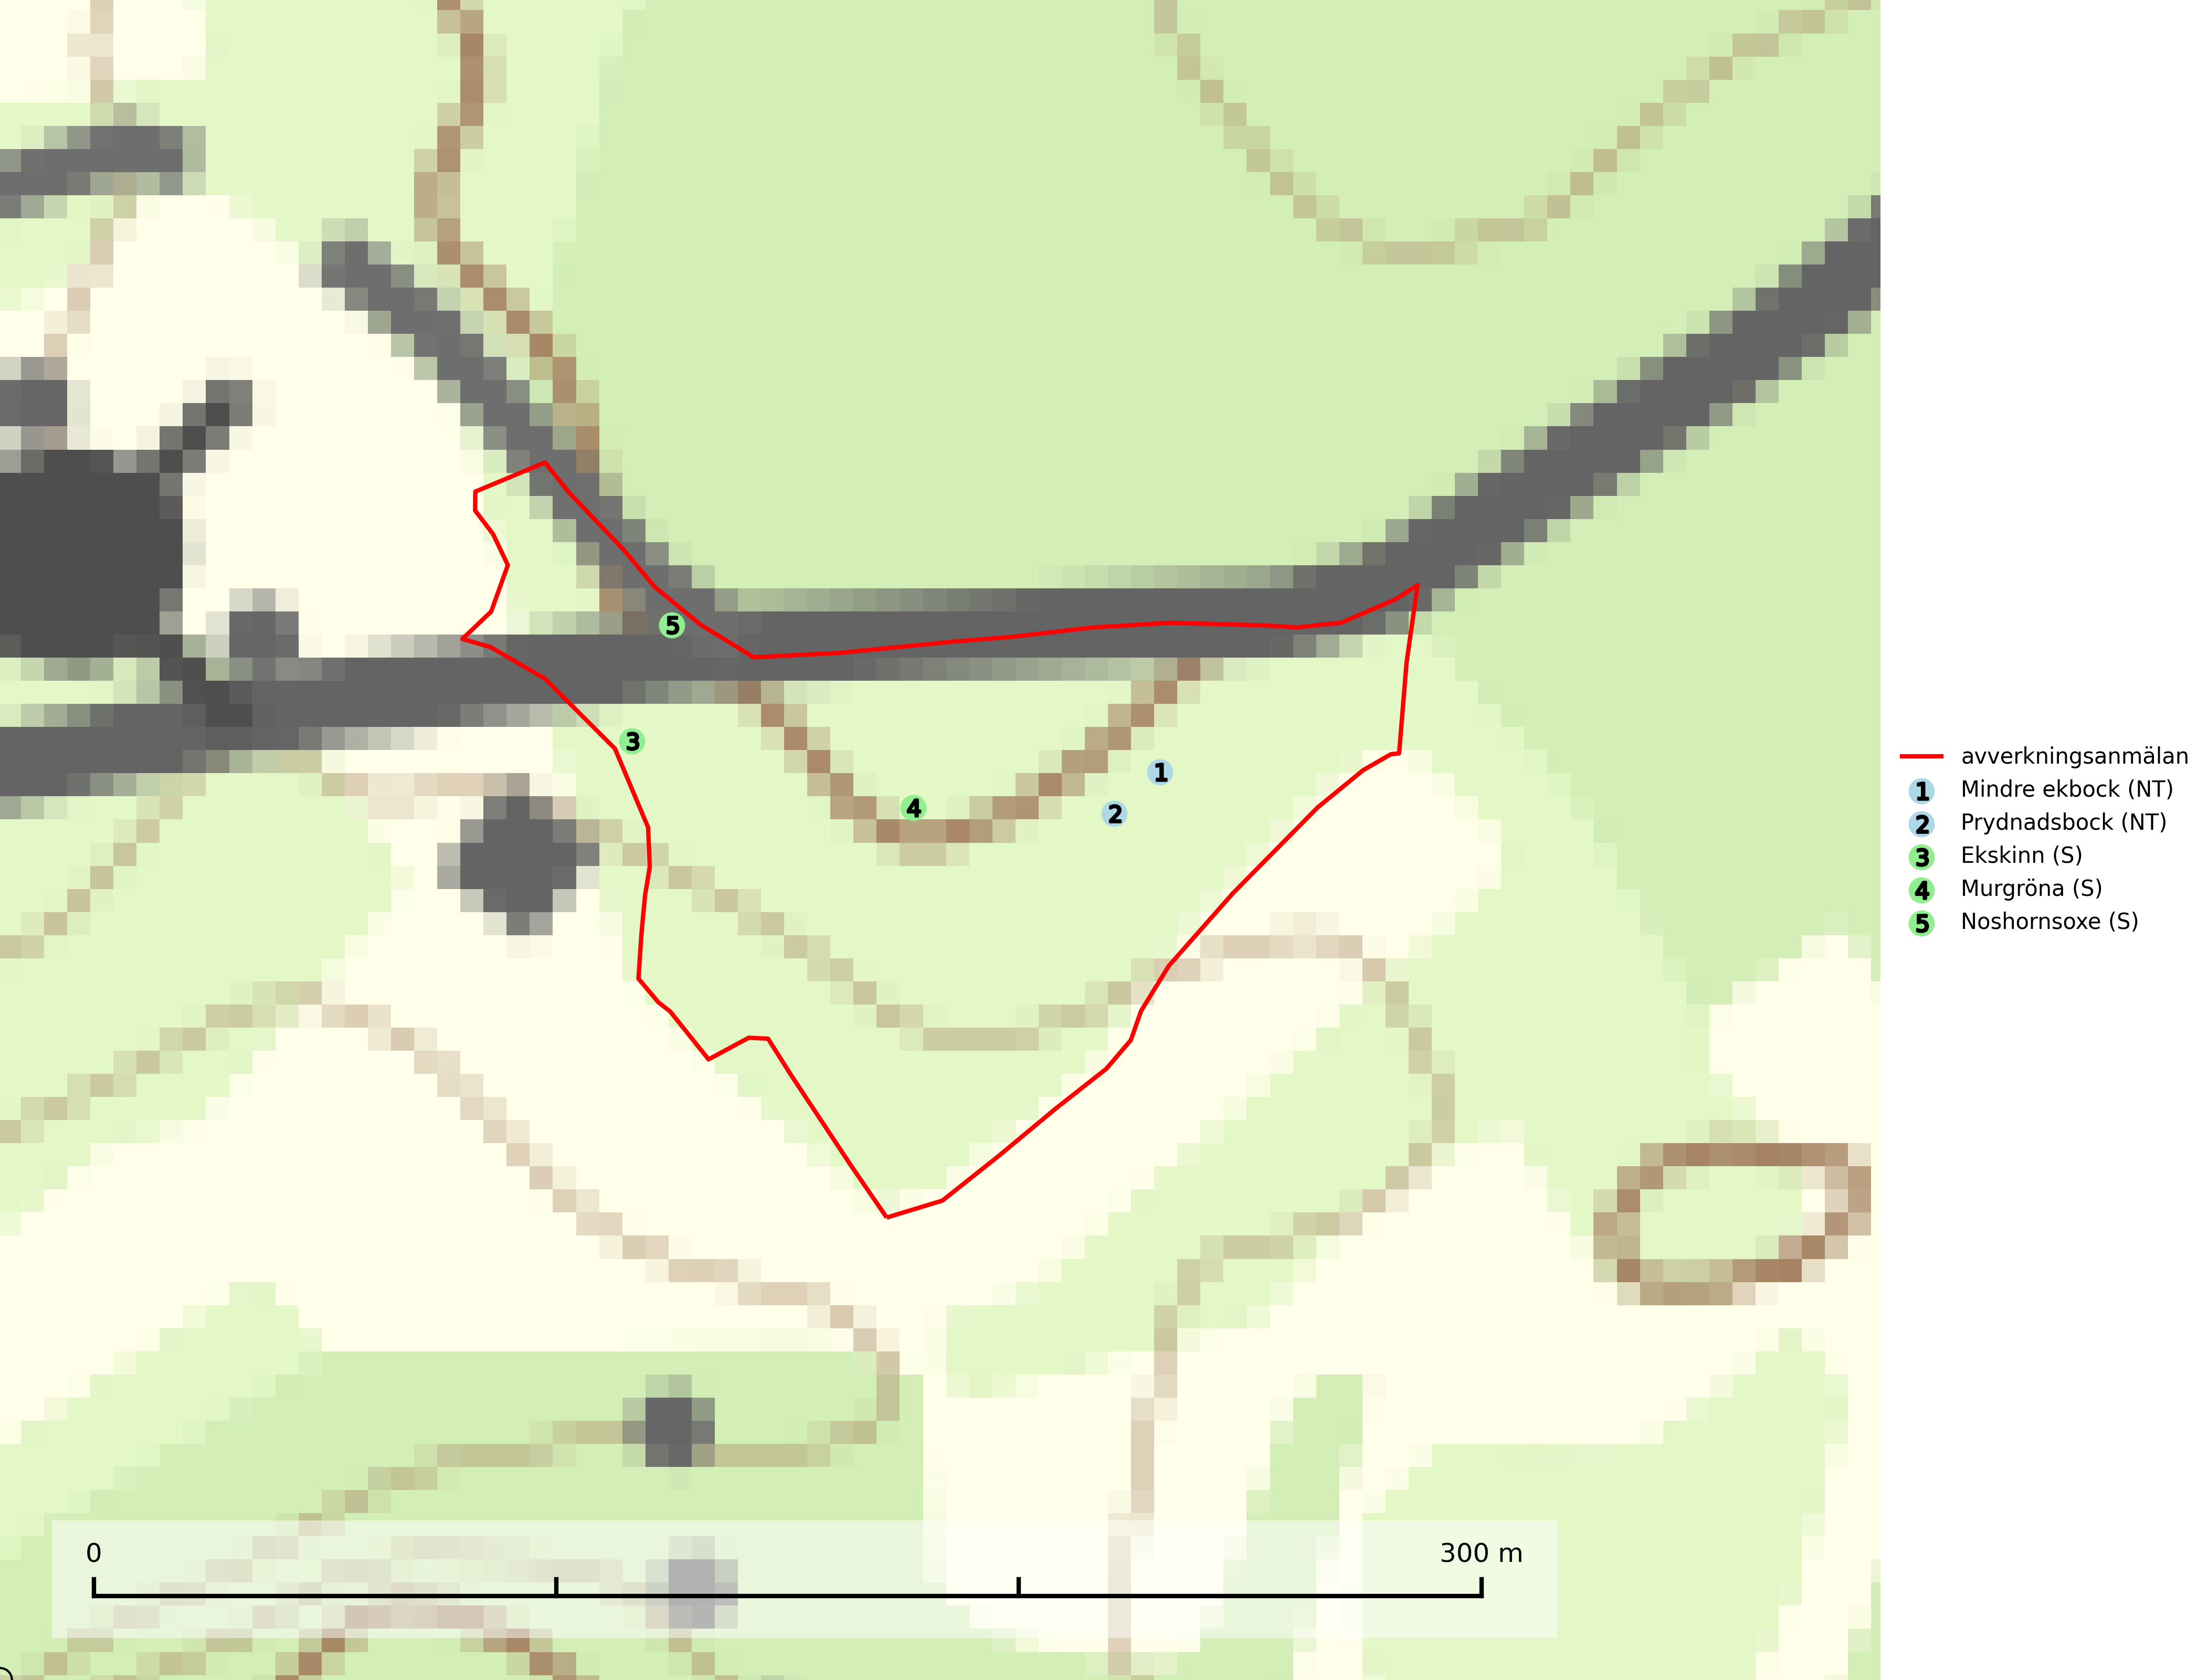 5
3
1
4
2
avverkningsanmälan
1 Mindre ekbock (NT)
2 Prydnadsbock (NT)
3 Ekskinn (S)
4 Murgröna (S)
5 Noshornsoxe (S)
0 300 m